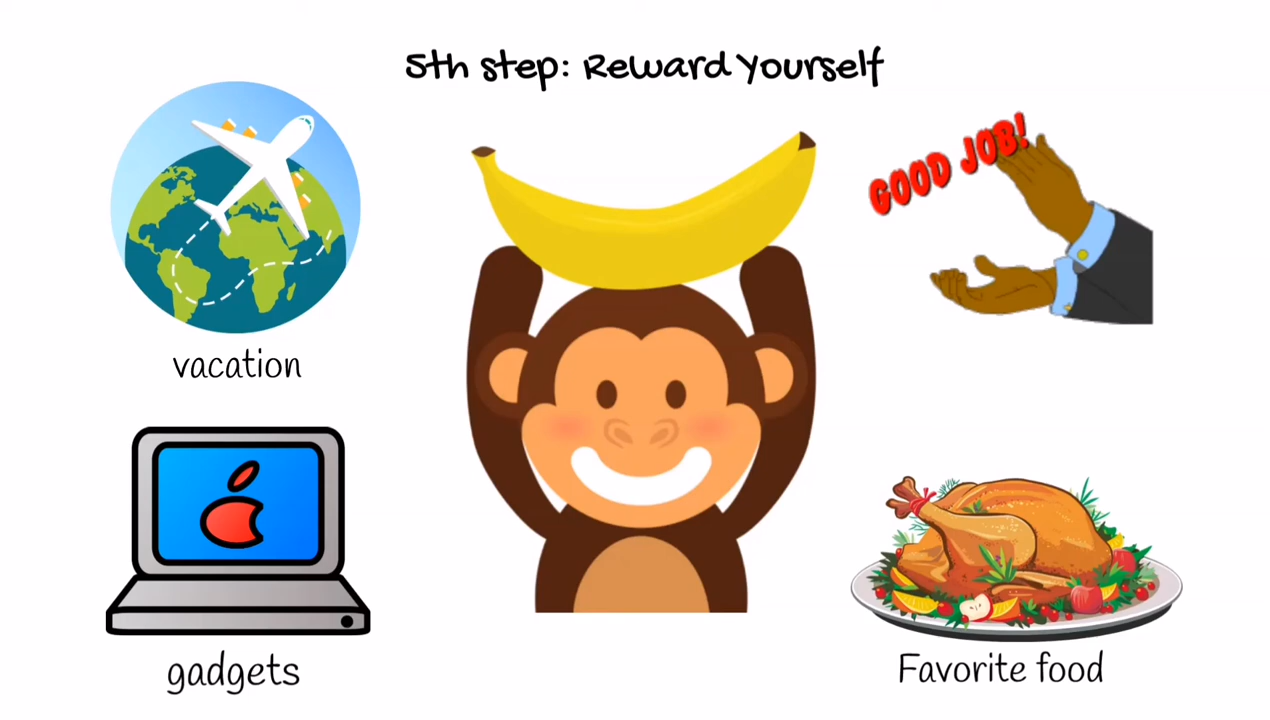 5th step: Reward Yourself
GOOD JOB!
vacation
gadgets
Favorite food